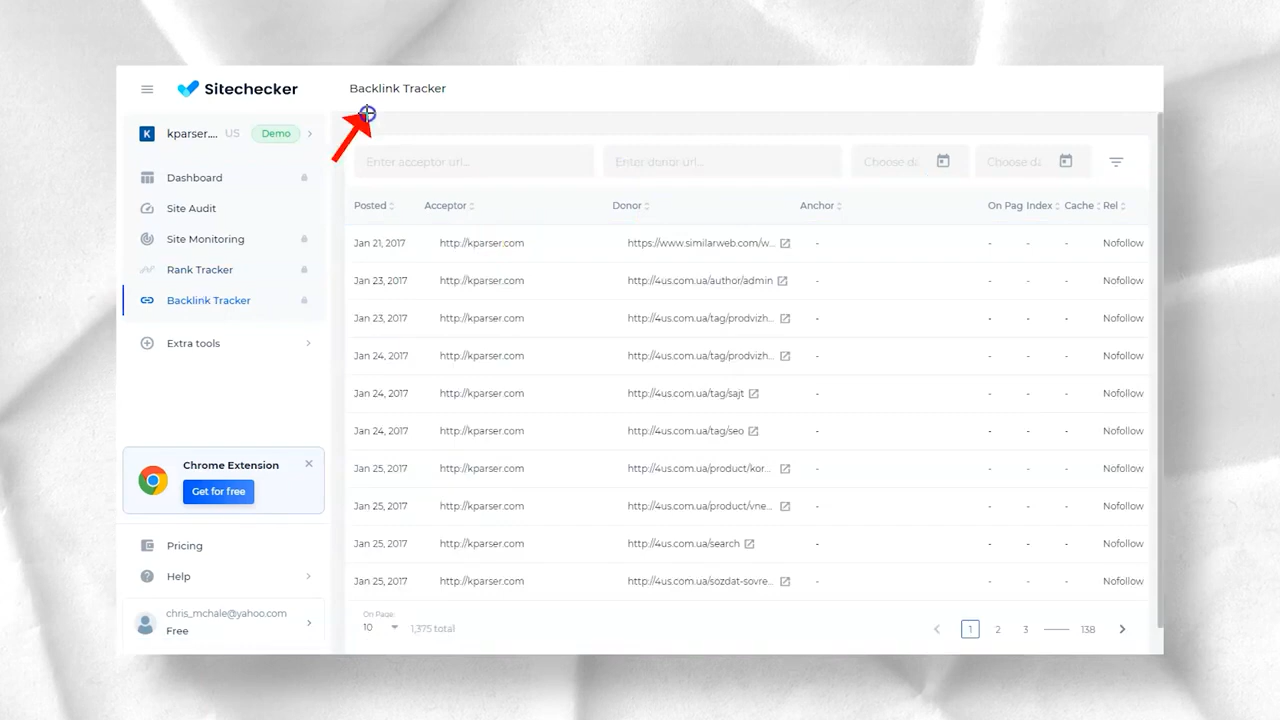 Sitechecker
Backlink Tracker
K kparser.... US Demo
Dashboard
Site Audit
Site Monitoring
Rank Tracker
Backlink Tracker
Extra tools
Chrome Extension
Get for free
Pricing
Help
chris_mchale@yahoo.com
Free
Enter acceptor url... Enter donor url... Choose da Choose da
Posted Acceptor Donor Anchor On Pag Index Cache Rel
Jan 21, 2017 http://kparser.com https://www.similarweb.com/w... - - - - Nofollow
Jan 23, 2017 http://kparser.com http://4us.com.ua/author/admin - - - - Nofollow
Jan 23, 2017 http://kparser.com http://4us.com.ua/tag/prodvizh... - - - - Nofollow
Jan 24, 2017 http://kparser.com http://4us.com.ua/tag/prodvizh... - - - - Nofollow
Jan 24, 2017 http://kparser.com http://4us.com.ua/tag/sajt - - - - Nofollow
Jan 24, 2017 http://kparser.com http://4us.com.ua/tag/seo - - - - Nofollow
Jan 25, 2017 http://kparser.com http://4us.com.ua/product/kor... - - - - Nofollow
Jan 25, 2017 http://kparser.com http://4us.com.ua/product/vne... - - - - Nofollow
Jan 25, 2017 http://kparser.com http://4us.com.ua/search - - - - Nofollow
Jan 25, 2017 http://kparser.com http://4us.com.ua/sozdat-sovre... - - - - Nofollow
On Page:
10 1,375 total 1 2 3 138